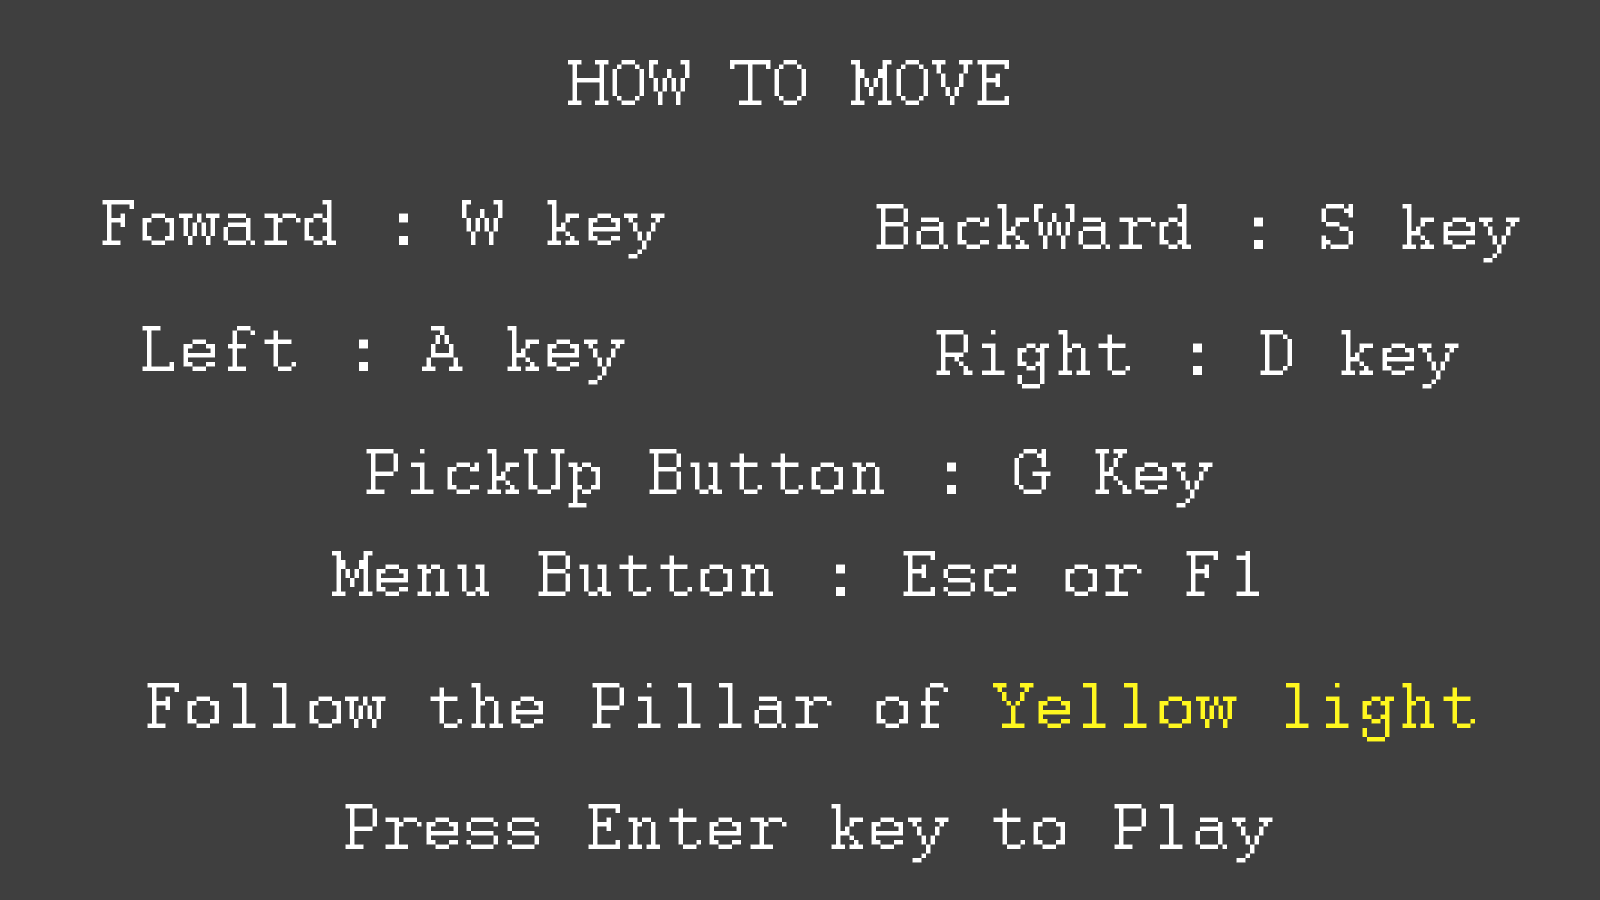 HOW TO MOVE
Foward : W key
BackWard : S key
Left : A key
Right : D key
PickUp Button : G Key
Menu Button : Esc or F1
Follow the Pillar of Yellow light
Press Enter key to Play